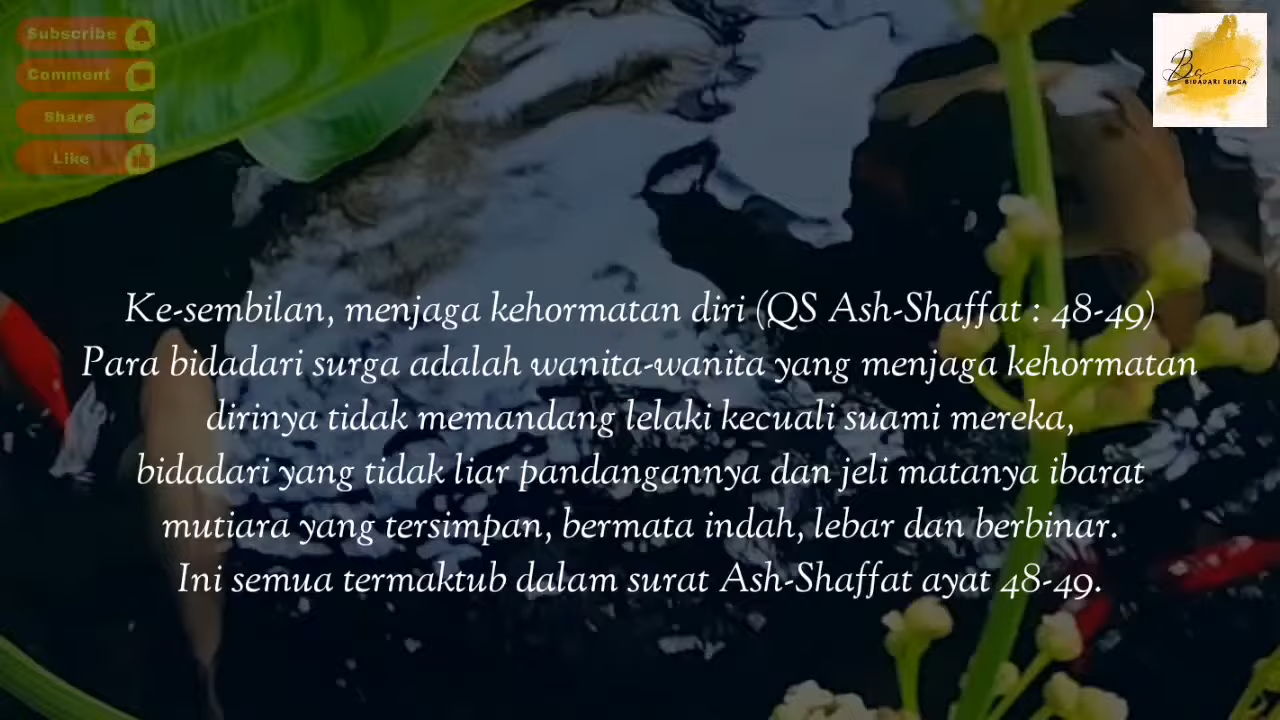 Subscribe
Comment
Share
Like
Bs
BIDADARI SURGA
Ke-sembilan, menjaga kehormatan diri (QS Ash-Shaffat : 48-49)
Para bidadari surga adalah wanita-wanita yang menjaga kehormatan
dirinya tidak memandang lelaki kecuali suami mereka,
bidadari yang tidak liar pandangannya dan jeli matanya ibarat
mutiara yang tersimpan, bermata indah, lebar dan berbinar.
Ini semua termaktub dalam surat Ash-Shaffat ayat 48-49.